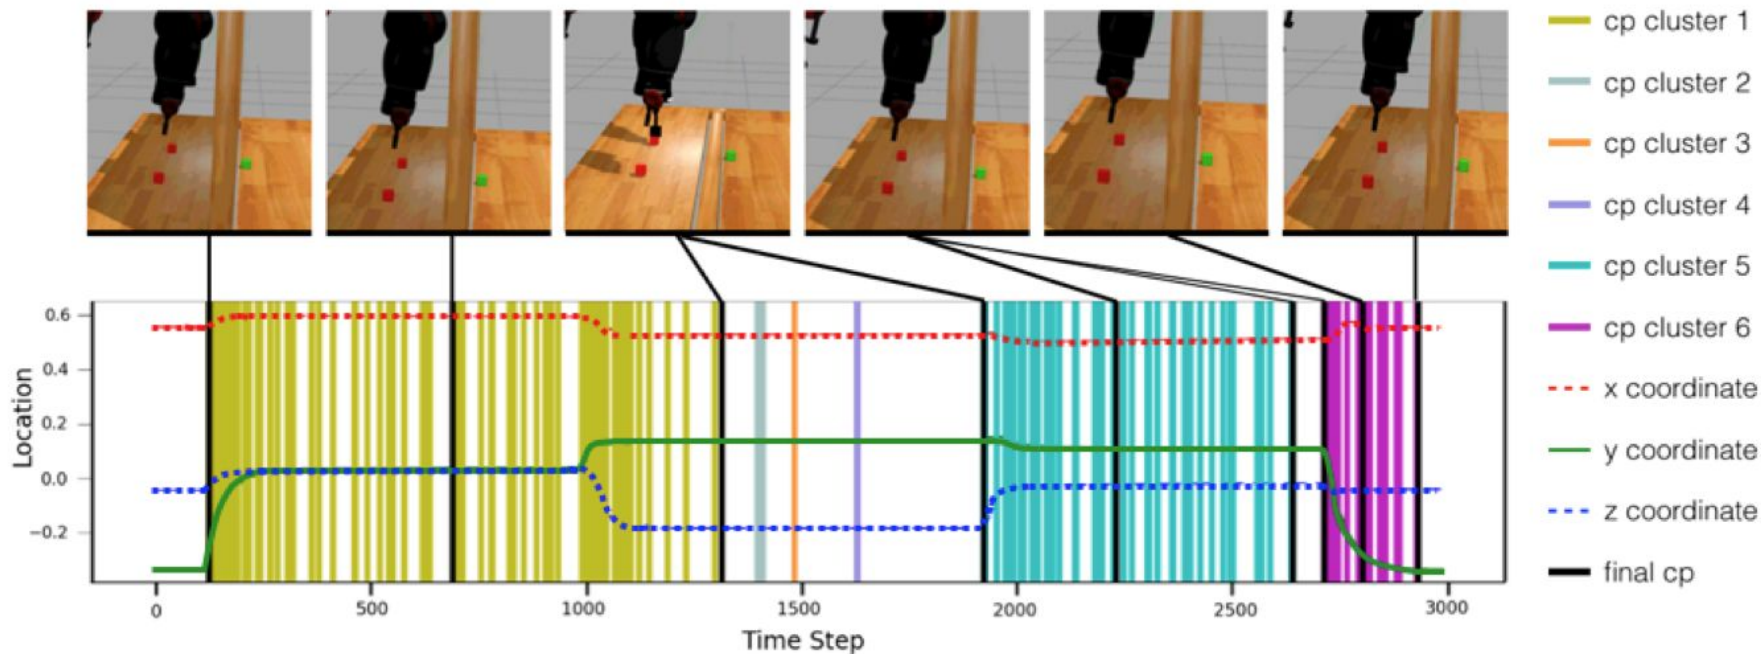 cp cluster 1
cp cluster 2
cp cluster 3
cp cluster 4
cp cluster 5
cp cluster 6
x coordinate
y coordinate
z coordinate
final cp
0.6
0.4
0.2
0.0
−0.2
Location
0 500 1000 1500 2000 2500 3000
Time Step